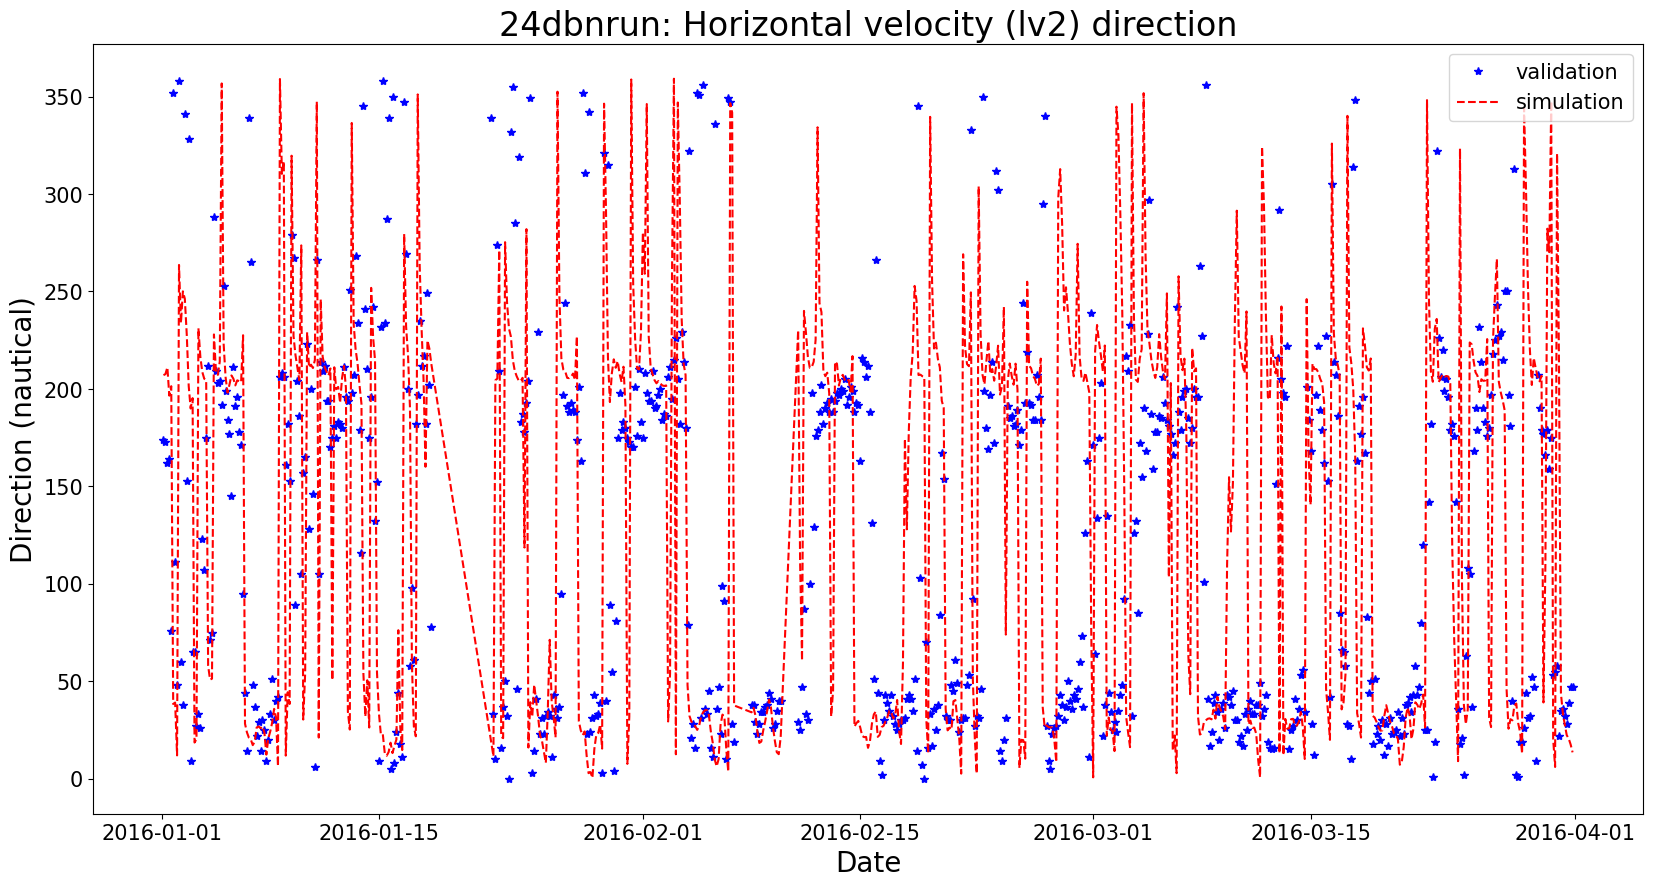 24dbnrun: Horizontal velocity (lv2) direction
validation
simulation
Direction (nautical)
350
300
250
200
150
100
50
0
2016-01-01 2016-01-15 2016-02-01 2016-02-15 2016-03-01 2016-03-15 2016-04-01
Date